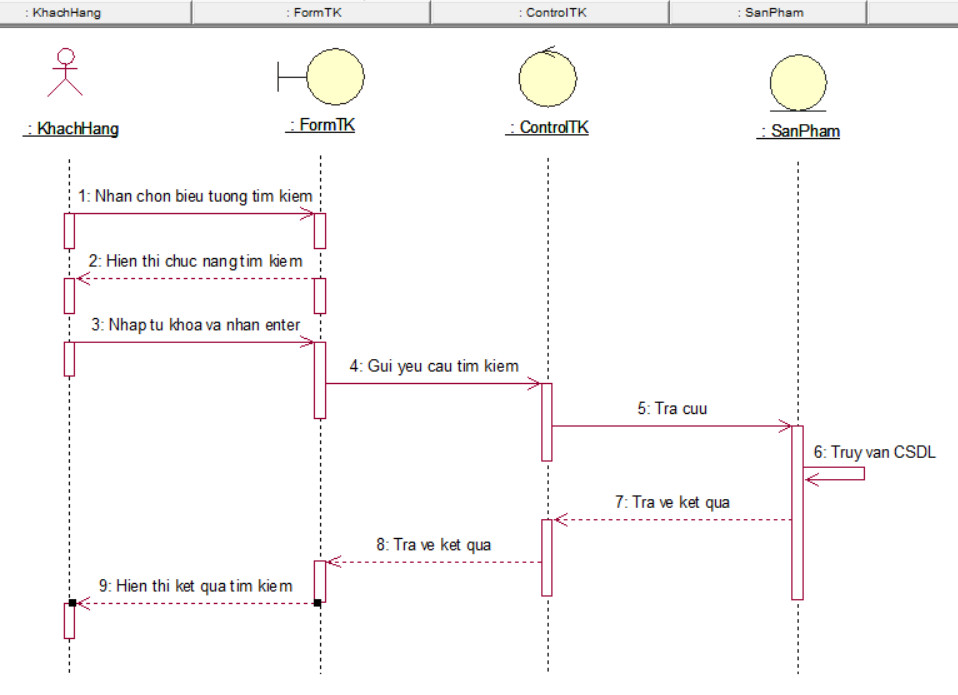 : KhachHang
: FormTK
: ControlTK
: SanPham
: KhachHang
: FormTK
: ControlTK
: SanPham
1: Nhan chon bieu tuong tim kiem
2: Hien thi chuc nang tim kiem
3: Nhap tu khoa va nhan enter
4: Gui yeu cau tim kiem
5: Tra cuu
6: Truy van CSDL
7: Tra ve ket qua
8: Tra ve ket qua
9: Hien thi ket qua tim kiem